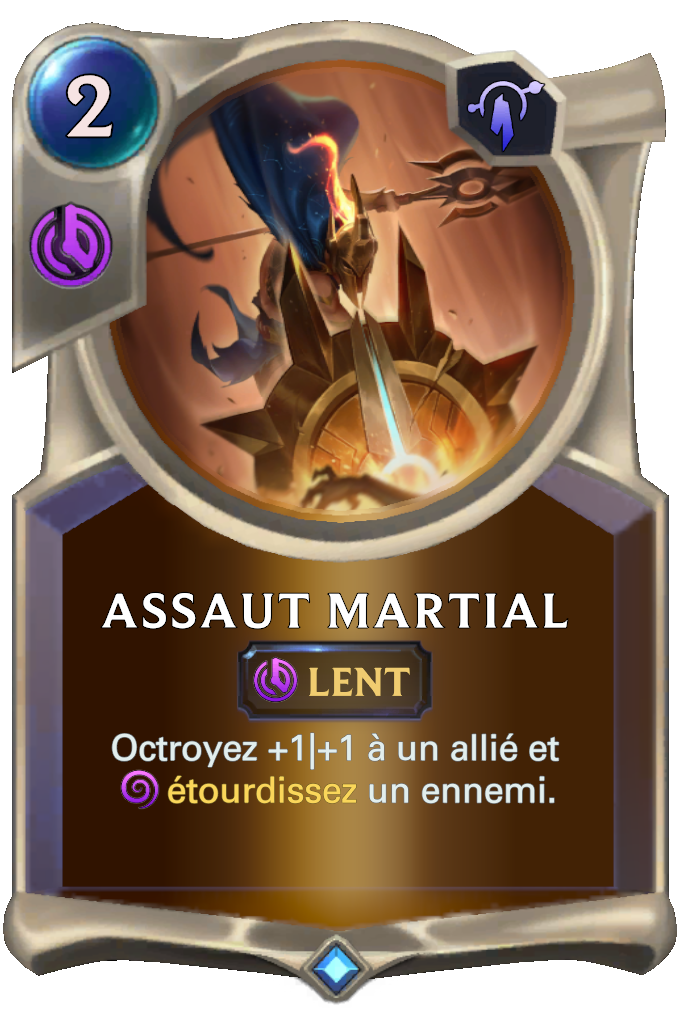 2
ASSAUT MARTIAL
LENT
Octroyez +1|+1 à un allié et
étourdissez un ennemi.